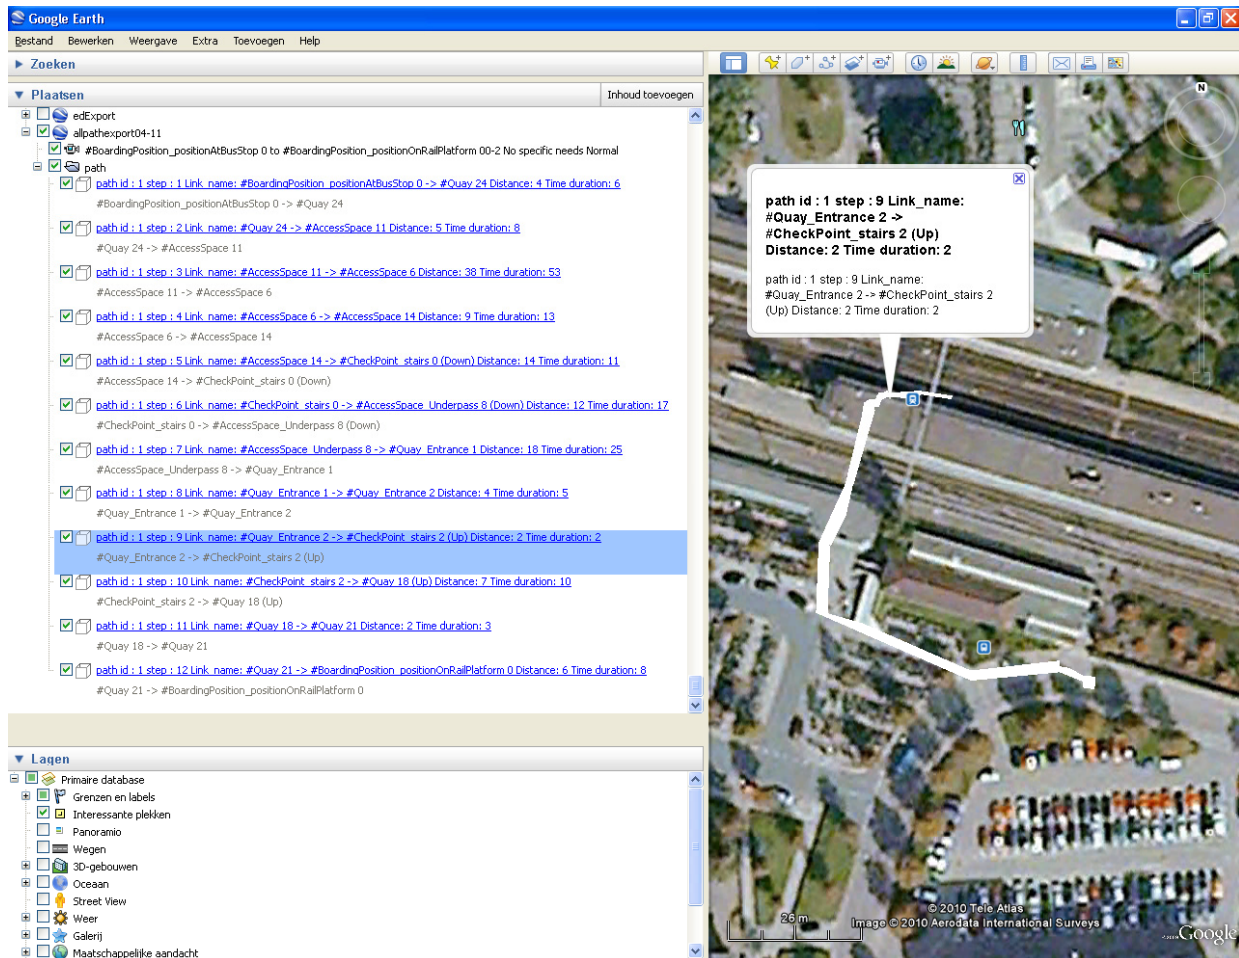 Google Earth
Bestand Bewerken Weergave Extra Toevoegen Help
Zoeken
Plaatsen
Inhoud toevoegen
edExport
allpathexport04-11
#BoardingPosition_positionAtBusStop 0 to #BoardingPosition_positionOnRailPlatform 00-2 No specific needs Normal
path
path id : 1 step : 1 Link_name: #BoardingPosition_positionAtBusStop 0 -> #Quay 24 Distance: 4 Time duration: 6
#BoardingPosition_positionAtBusStop 0 -> #Quay 24
path id : 1 step : 2 Link_name: #Quay 24 -> #AccessSpace 11 Distance: 5 Time duration: 8
#Quay 24 -> #AccessSpace 11
path id : 1 step : 3 Link_name: #AccessSpace 11 -> #AccessSpace 6 Distance: 38 Time duration: 53
#AccessSpace 11 -> #AccessSpace 6
path id : 1 step : 4 Link_name: #AccessSpace 6 -> #AccessSpace 14 Distance: 9 Time duration: 13
#AccessSpace 6 -> #AccessSpace 14
path id : 1 step : 5 Link_name: #AccessSpace 14 -> #CheckPoint_stairs 0 (Down) Distance: 14 Time duration: 11
#AccessSpace 14 -> #CheckPoint_stairs 0 (Down)
path id : 1 step : 6 Link_name: #CheckPoint_stairs 0 -> #AccessSpace_Underpass 8 (Down) Distance: 12 Time duration: 17
#CheckPoint_stairs 0 -> #AccessSpace_Underpass 8 (Down)
path id : 1 step : 7 Link_name: #AccessSpace_Underpass 8 -> #Quay_Entrance 1 Distance: 18 Time duration: 25
#AccessSpace_Underpass 8 -> #Quay_Entrance 1
path id : 1 step : 8 Link_name: #Quay_Entrance 1 -> #Quay_Entrance 2 Distance: 4 Time duration: 5
#Quay_Entrance 1 -> #Quay_Entrance 2
path id : 1 step : 9 Link_name: #Quay_Entrance 2 -> #CheckPoint_stairs 2 (Up) Distance: 2 Time duration: 2
#Quay_Entrance 2 -> #CheckPoint_stairs 2 (Up)
path id : 1 step : 10 Link_name: #CheckPoint_stairs 2 -> #Quay 18 (Up) Distance: 7 Time duration: 10
#CheckPoint_stairs 2 -> #Quay 18 (Up)
path id : 1 step : 11 Link_name: #Quay 18 -> #Quay 21 Distance: 2 Time duration: 3
#Quay 18 -> #Quay 21
path id : 1 step : 12 Link_name: #Quay 21 -> #BoardingPosition_positionOnRailPlatform 0 Distance: 6 Time duration: 8
#Quay 21 -> #BoardingPosition_positionOnRailPlatform 0
Lagen
Primaire database
Grenzen en labels
Interessante plekken
Panoramio
Wegen
3D-gebouwen
Oceaan
Street View
Weer
Galerij
Maatschappelijke aandacht
N
path id : 1 step : 9 Link_name:
#Quay_Entrance 2 ->
#CheckPoint_stairs 2 (Up)
Distance: 2 Time duration: 2
path id : 1 step : 9 Link_name:
#Quay_Entrance 2 -> #CheckPoint_stairs 2
(Up) Distance: 2 Time duration: 2
26 m
© 2010 Tele Atlas
Image © 2010 Aerodata International Surveys
Google